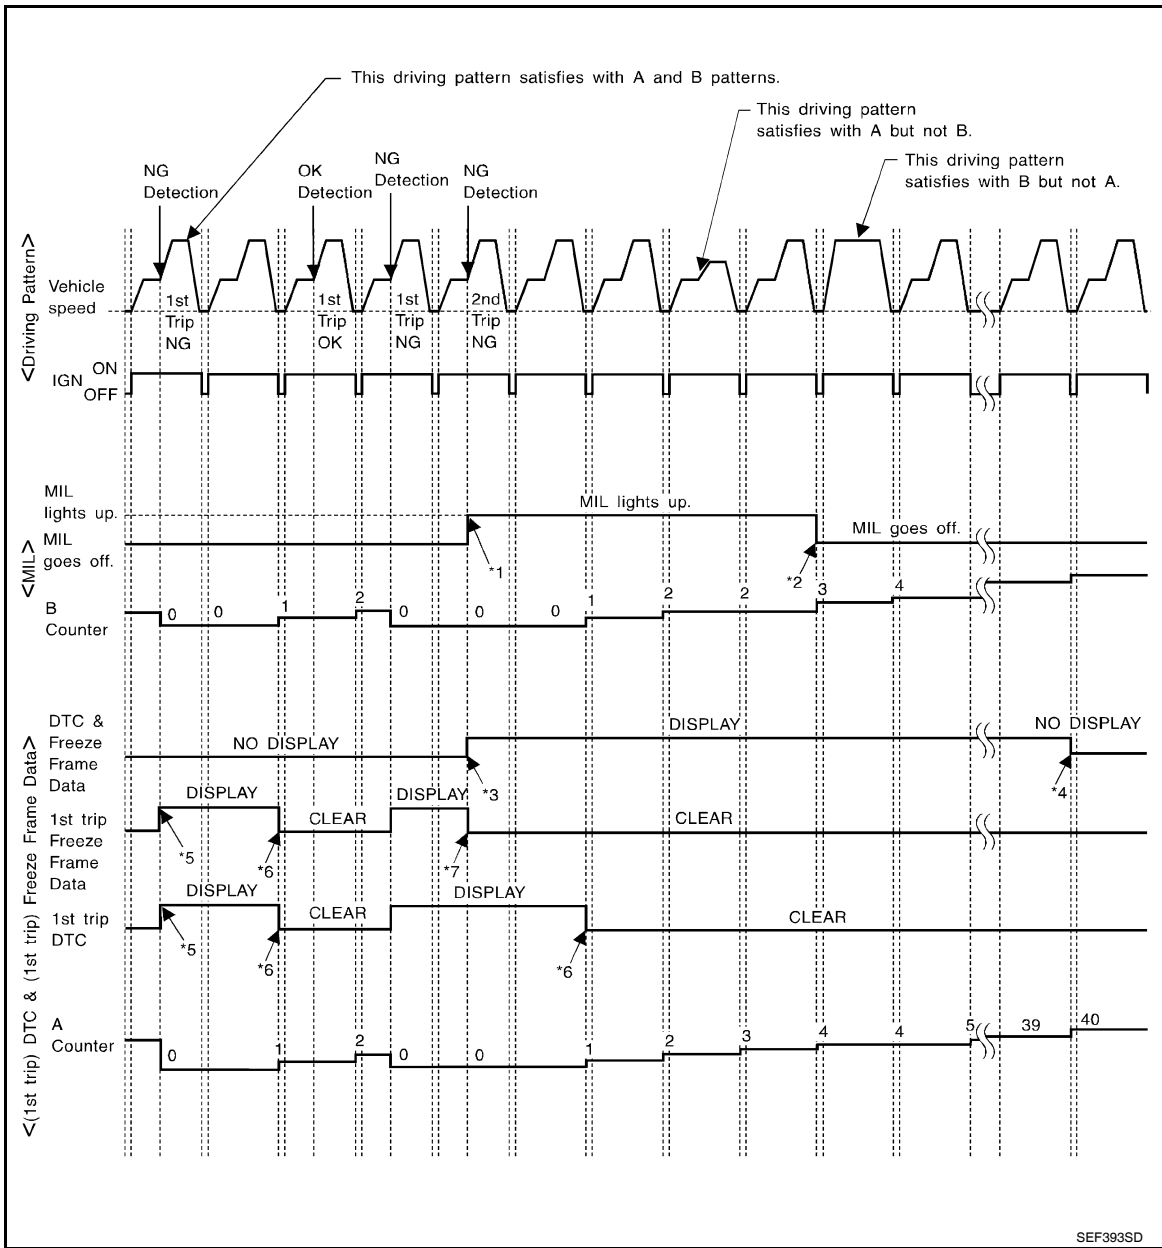 This driving pattern satisfies with A and B patterns.
This driving pattern
satisfies with A but not B.
This driving pattern
satisfies with B but not A.
NG
Detection
OK
Detection
NG
Detection
NG
Detection
<Driving Pattern>
Vehicle
speed
1st
Trip
NG
1st
Trip
OK
1st
Trip
NG
2nd
Trip
NG
IGN
ON
OFF
<MIL>
MIL
lights up.
MIL
goes off.
MIL lights up.
MIL goes off.
*1
*2
B
Counter
0 0 1 2 0 0 0 1 2 2 3 4
<(1st trip) DTC & (1st trip) Freeze Frame Data>
DTC &
Freeze
Frame
Data
NO DISPLAY
DISPLAY
NO DISPLAY
*3
*4
1st trip
Freeze
Frame
Data
DISPLAY
CLEAR
DISPLAY
CLEAR
*5
*6
*7
1st trip
DTC
DISPLAY
CLEAR
DISPLAY
CLEAR
*5
*6
*6
A
Counter
0 1 2 0 0 1 2 3 4 4 5 39 40
SEF393SD